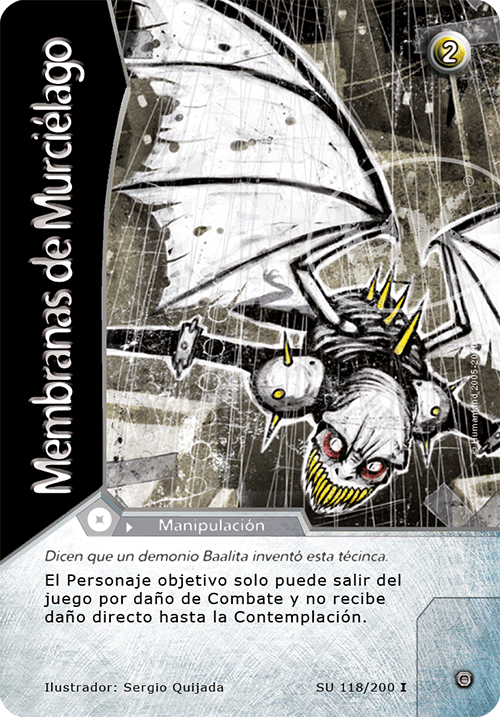 Membranas de Murciélago
2
Manipulación
Dicen que un demonio Baalita inventó esta técinca.
El Personaje objetivo solo puede salir del
juego por daño de Combate y no recibe
daño directo hasta la Contemplación.
Ilustrador: Sergio Quijada
SU 118/200 I